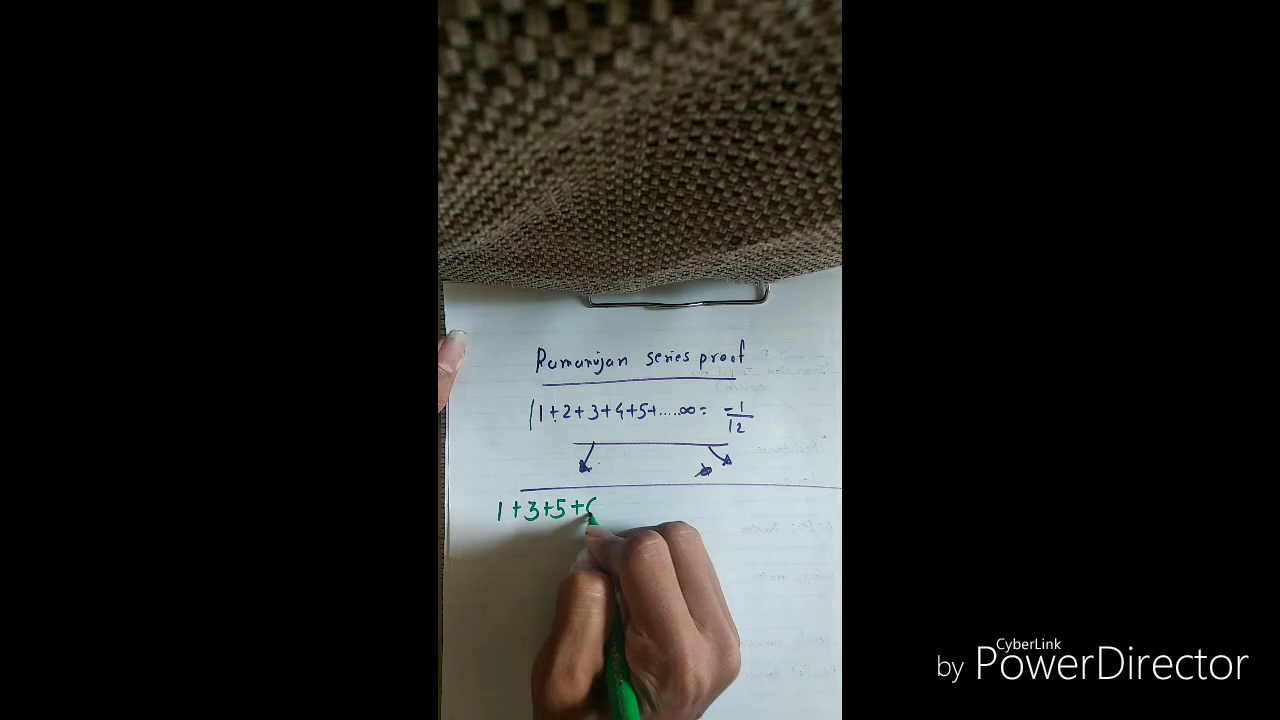 Ramanujan series proof
1+2+3+4+5+.....∞= -1/12
1+3+5+
CyberLink
by PowerDirector